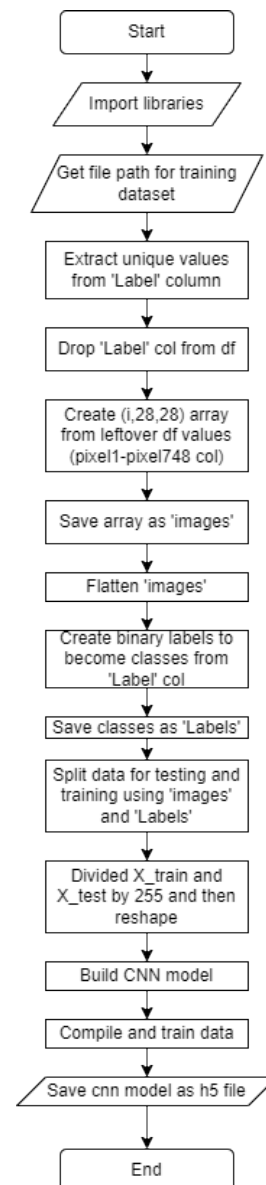 Start
Import libraries
Get file path for training
dataset
Extract unique values
from 'Label' column
Drop 'Label' col from df
Create (i,28,28) array
from leftover df values
(pixel1-pixel748 col)
Save array as 'images'
Flatten 'images'
Create binary labels to
become classes from
'Label' col
Save classes as 'Labels'
Split data for testing and
training using 'images'
and 'Labels'
Divided X_train and
X_test by 255 and then
reshape
Build CNN model
Compile and train data
Save cnn model as h5 file
End